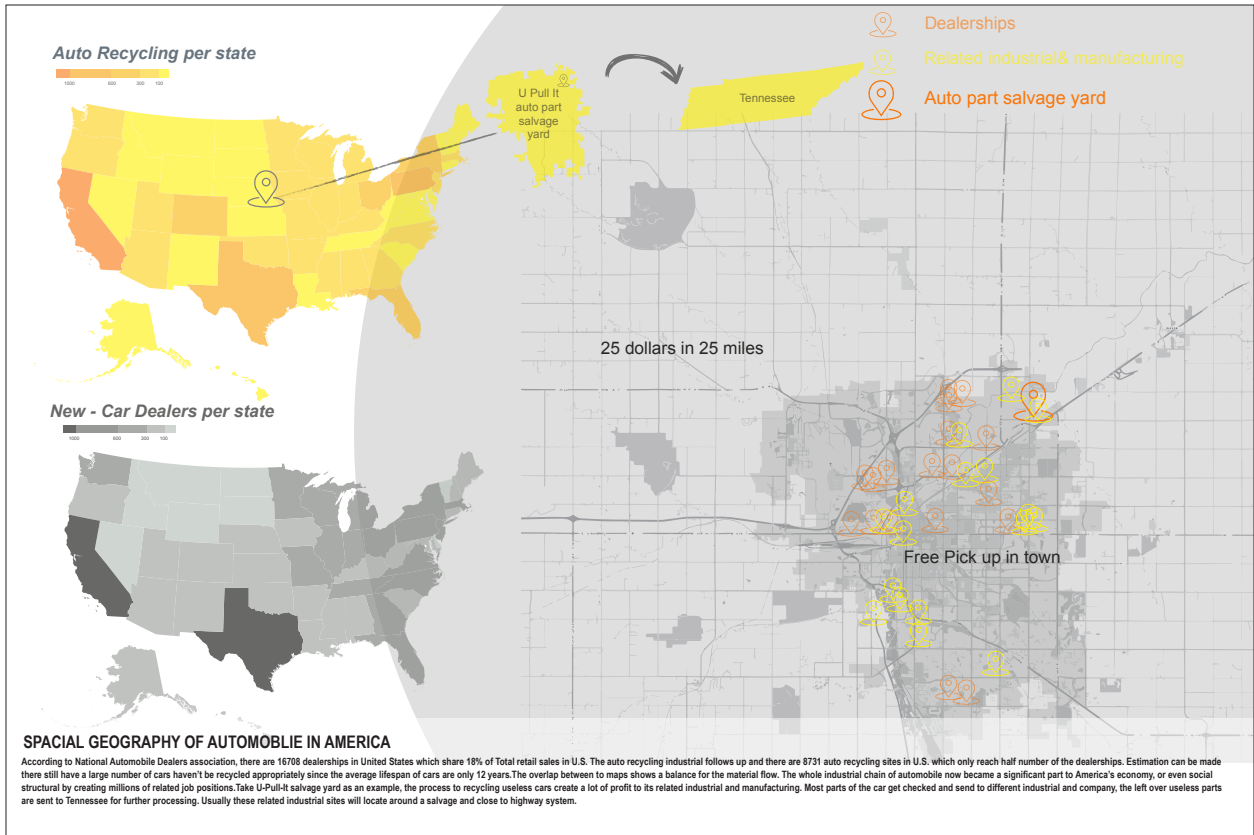 Auto Recycling per state
1000 600 300 100
U Pull It
auto part
salvage
yard
Tennessee
Dealerships
Related industrial& manufacturing
Auto part salvage yard
25 dollars in 25 miles
Free Pick up in town
New - Car Dealers per state
1000 600 300 100
SPACIAL GEOGRAPHY OF AUTOMOBLIE IN AMERICA
According to National Automobile Dealers association, there are 16708 dealerships in United States which share 18% of Total retail sales in U.S. The auto recycling industrial follows up and there are 8731 auto recycling sites in U.S. which only reach half number of the dealerships. Estimation can be made
there still have a large number of cars haven't be recycled appropriately since the average lifespan of cars are only 12 years.The overlap between to maps shows a balance for the material flow. The whole industrial chain of automobile now became a significant part to America's economy, or even social
structural by creating millions of related job positions.Take U-Pull-It salvage yard as an example, the process to recycling useless cars create a lot of profit to its related industrial and manufacturing. Most parts of the car get checked and send to different industrial and company, the left over useless parts
are sent to Tennessee for further processing. Usually these related industrial sites will locate around a salvage and close to highway system.